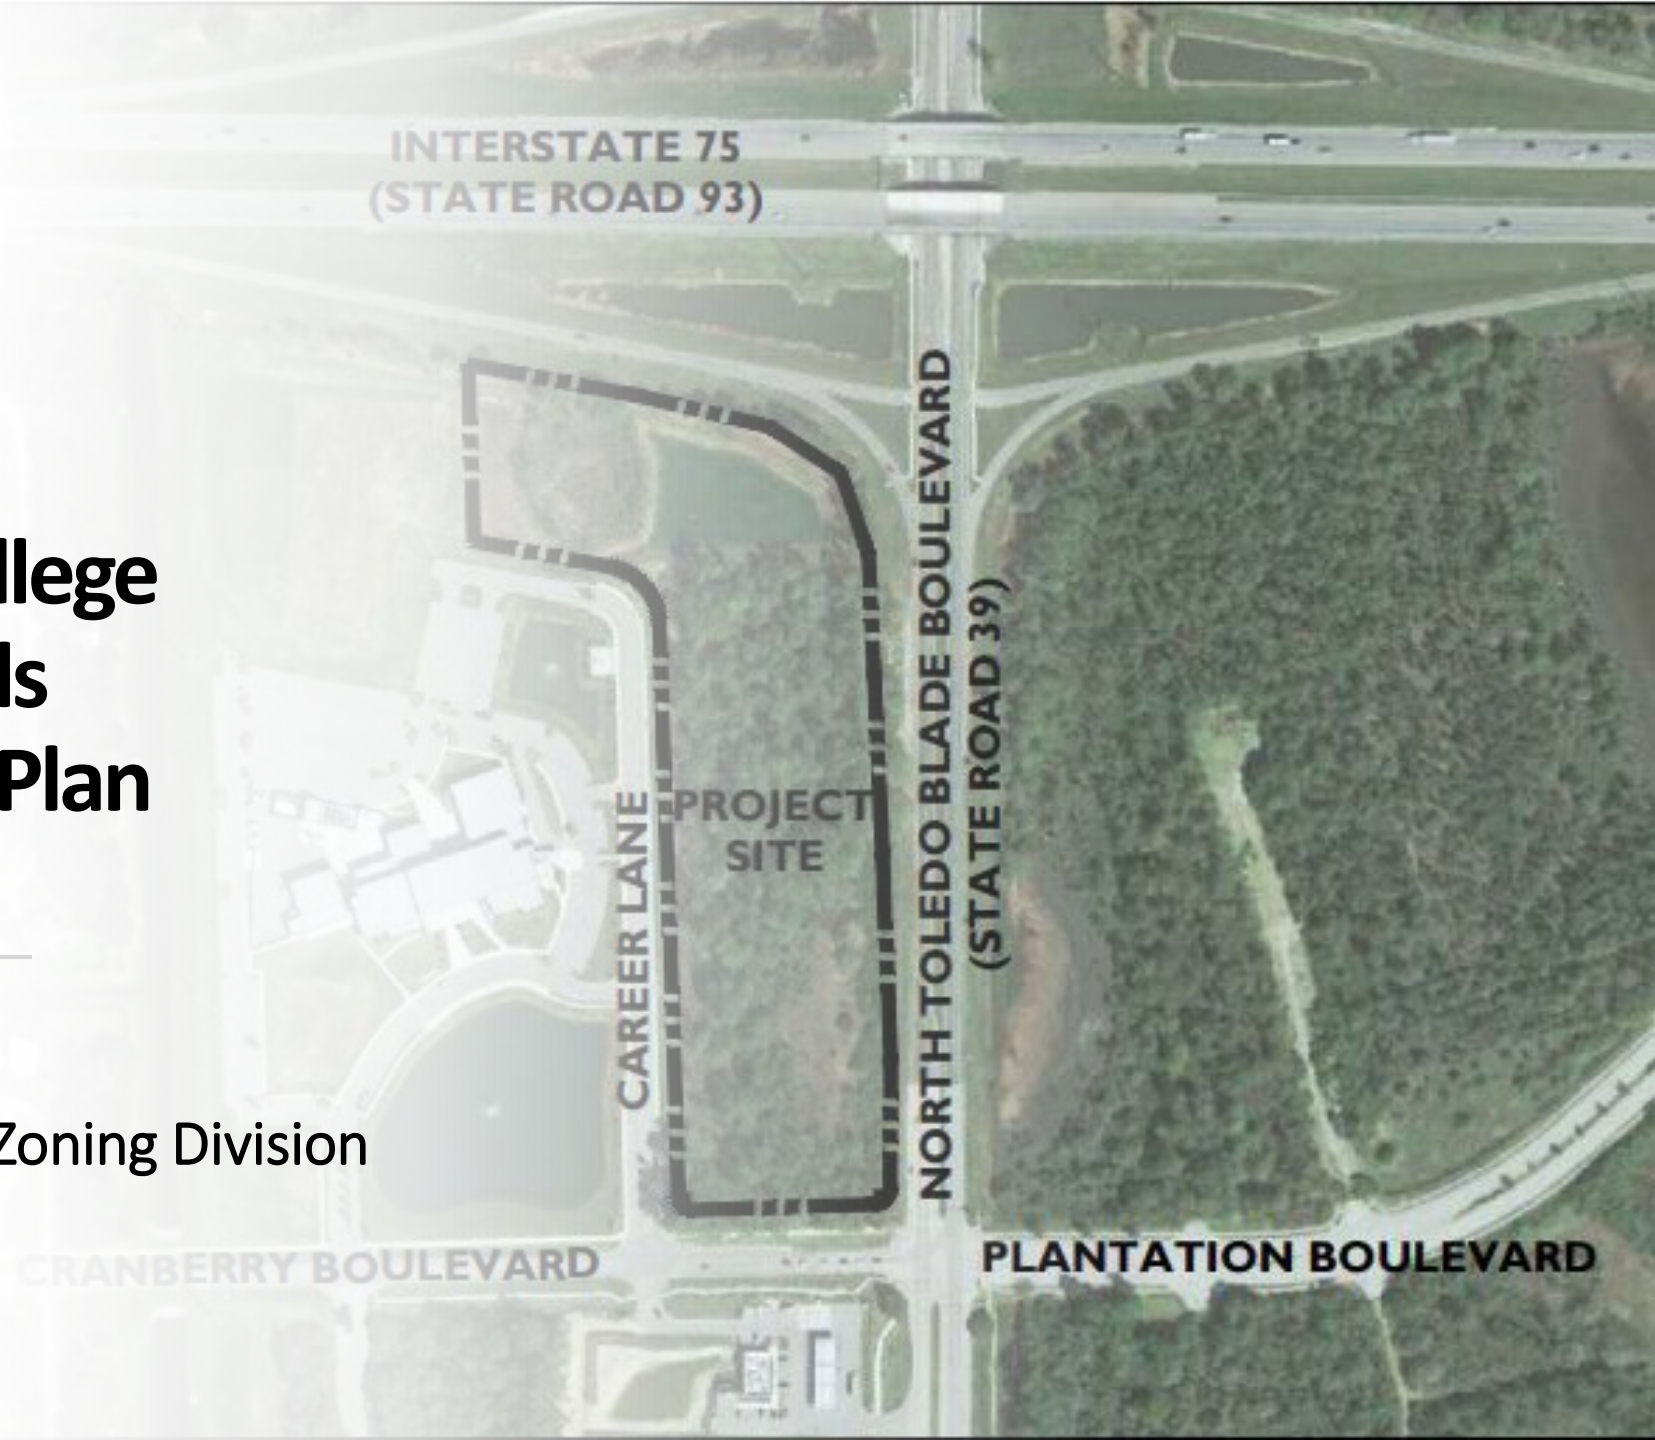 INTERSTATE 75
(STATE ROAD 93)
llege
ls
Plan
Zoning Division
PROJECT
SITE
CAREER LANE
NORTH TOLEDO BLADE BOULEVARD
(STATE ROAD 39)
CRANBERRY BOULEVARD
PLANTATION BOULEVARD